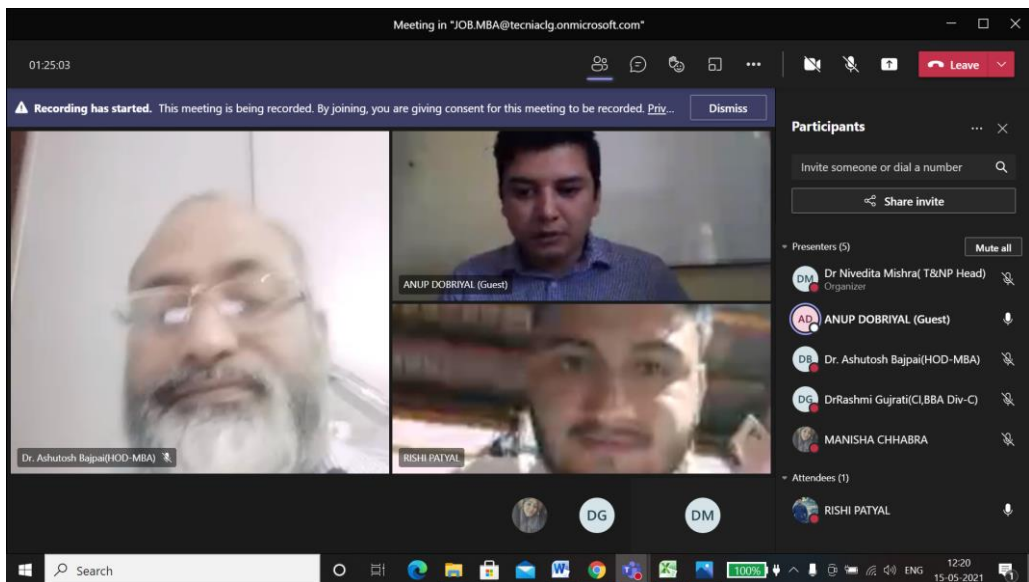 Meeting in "JOB.MBA@tecniaclg.onmicrosoft.com"
01:25:03
Leave
Recording has started. This meeting is being recorded. By joining, you are giving consent for this meeting to be recorded. Priv...
Dismiss
Participants
Invite someone or dial a number
Share invite
Presenters (5)
Mute all
DM
Dr Nivedita Mishra( T&NP Head)
Organizer
AD
ANUP DOBRIYAL (Guest)
DB
Dr. Ashutosh Bajpai(HOD-MBA)
DG
DrRashmi Gujrati(CI,BBA Div-C)
MANISHA CHHABRA
Attendees (1)
RISHI PATYAL
ANUP DOBRIYAL (Guest)
Dr. Ashutosh Bajpai(HOD-MBA)
RISHI PATYAL
DG
DM
Search
100%
ENG
12:20
15-05-2021